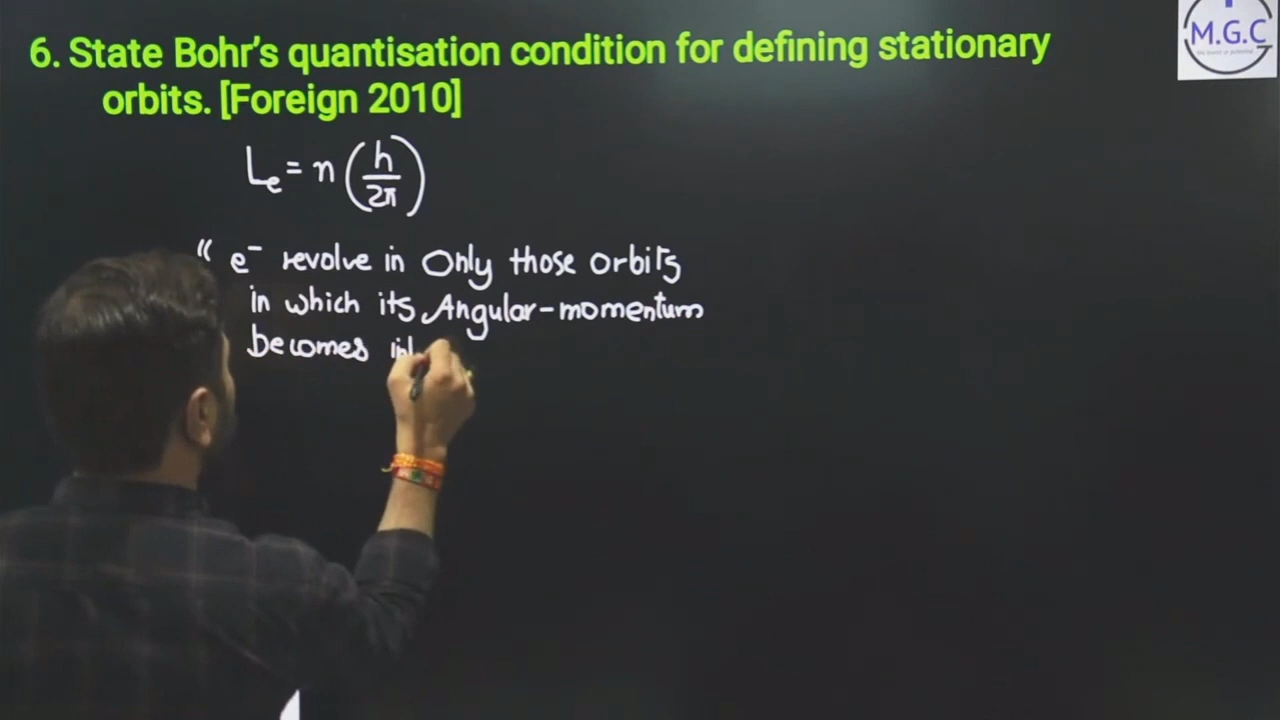 6. State Bohr's quantisation condition for defining stationary
orbits. [Foreign 2010]
M.G.C
Le = n (h/2π)
“ e⁻ revolve in Only those orbits
in which its Angular-momentum
becomes